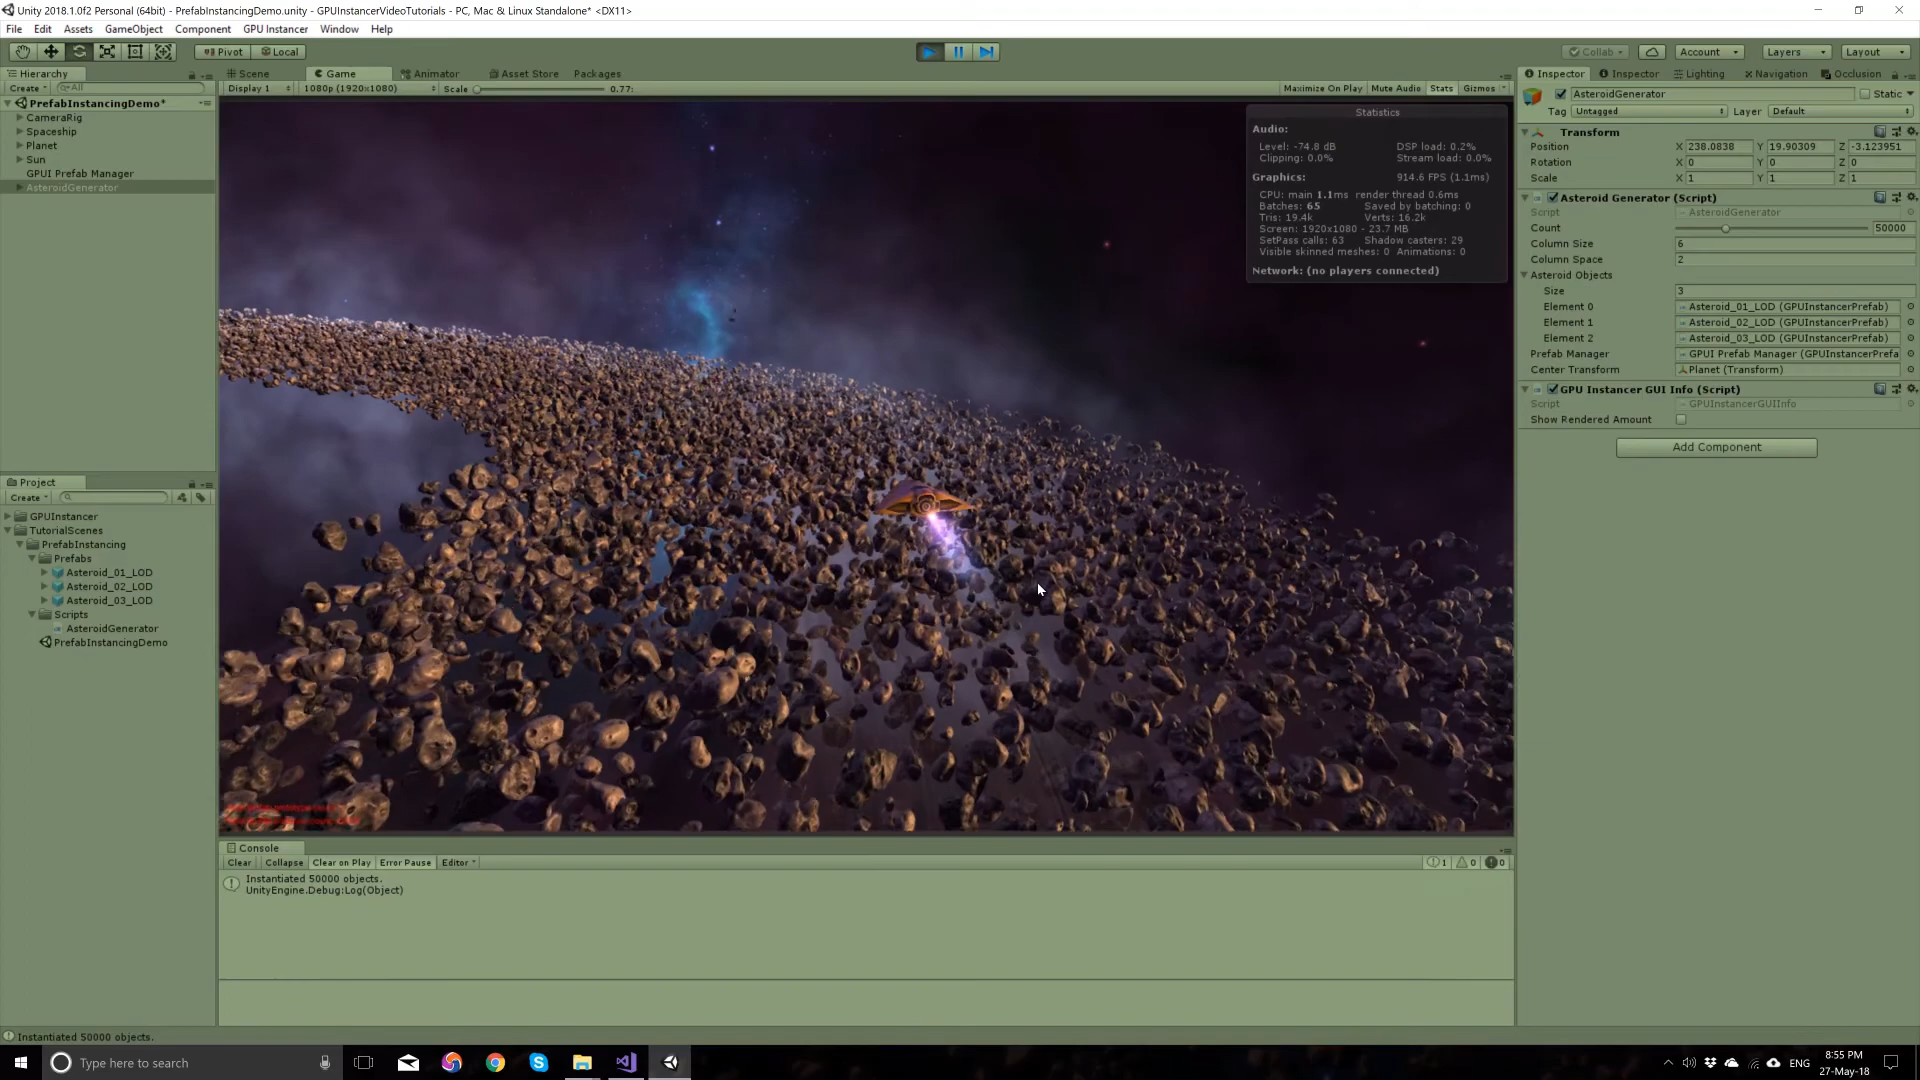 Unity 2018.1.0f2 Personal (64bit) - PrefabInstancingDemo.unity - GPUInstancerVideoTutorials - PC, Mac & Linux Standalone* <DX11>
File Edit Assets GameObject Component GPU Instancer Window Help
Pivot Local Collab Account Layers Layout
Hierarchy
Create All
PrefabInstancingDemo*
CameraRig
Spaceship
Planet
Sun
GPUI Prefab Manager
AsteroidGenerator
Project
Create
GPUInstancer
TutorialScenes
PrefabInstancing
Prefabs
Asteroid_01_LOD
Asteroid_02_LOD
Asteroid_03_LOD
Scripts
AsteroidGenerator
PrefabInstancingDemo
Scene Game Animator Asset Store Packages
Display 1 1080p (1920x1080) Scale 0.77: Maximize On Play Mute Audio Stats Gizmos
Statistics
Audio:
Level: -74.8 dB DSP load: 0.2%
Clipping: 0.0% Stream load: 0.0%
Graphics: 914.6 FPS (1.1ms)
CPU: main 1.1ms render thread 0.6ms
Batches: 65 Saved by batching: 0
Tris: 19.4k Verts: 16.2k
Screen: 1920x1080 - 23.7 MB
SetPass calls: 63 Shadow casters: 29
Visible skinned meshes: 0 Animations: 0
Network: (no players connected)
Console
Clear Collapse Clear on Play Error Pause Editor 1 0 0
Instantiated 50000 objects.
UnityEngine.Debug:Log(Object)
Inspector Inspector Lighting Navigation Occlusion
AsteroidGenerator Static
Tag Untagged Layer Default
Transform
Position X 238.0838 Y 19.90309 Z -3.123951
Rotation X 0 Y 0 Z 0
Scale X 1 Y 1 Z 1
Asteroid Generator (Script)
Script AsteroidGenerator
Count 50000
Column Size 6
Column Space 2
Asteroid Objects
Size 3
Element 0 Asteroid_01_LOD (GPUInstancerPrefab)
Element 1 Asteroid_02_LOD (GPUInstancerPrefab)
Element 2 Asteroid_03_LOD (GPUInstancerPrefab)
Prefab Manager GPUI Prefab Manager (GPUInstancerPrefa
Center Transform Planet (Transform)
GPU Instancer GUI Info (Script)
Script GPUInstancerGUIInfo
Show Rendered Amount
Add Component
Instantiated 50000 objects.
Type here to search
ENG
8:55 PM
27-May-18